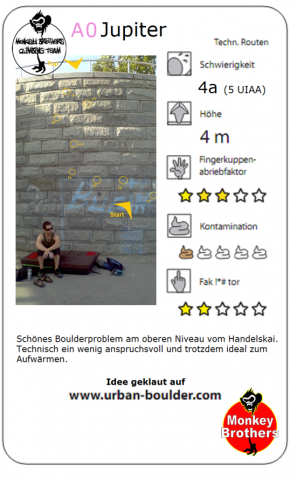 MONKEY BROTHERS
CLIMBING TEAM
A0 Jupiter
Techn. Routen
Schwierigkeit
4a (5 UIAA)
Höhe
4 m
Fingerkuppen-
abriebfaktor
Kontamination
Fak !*# tor
Start
Schönes Boulderproblem am oberen Niveau vom Handelskai.
Technisch ein wenig anspruchsvoll und trotzdem ideal zum
Aufwärmen.
Idee geklaut auf
www.urban-boulder.com
Monkey
Brothers